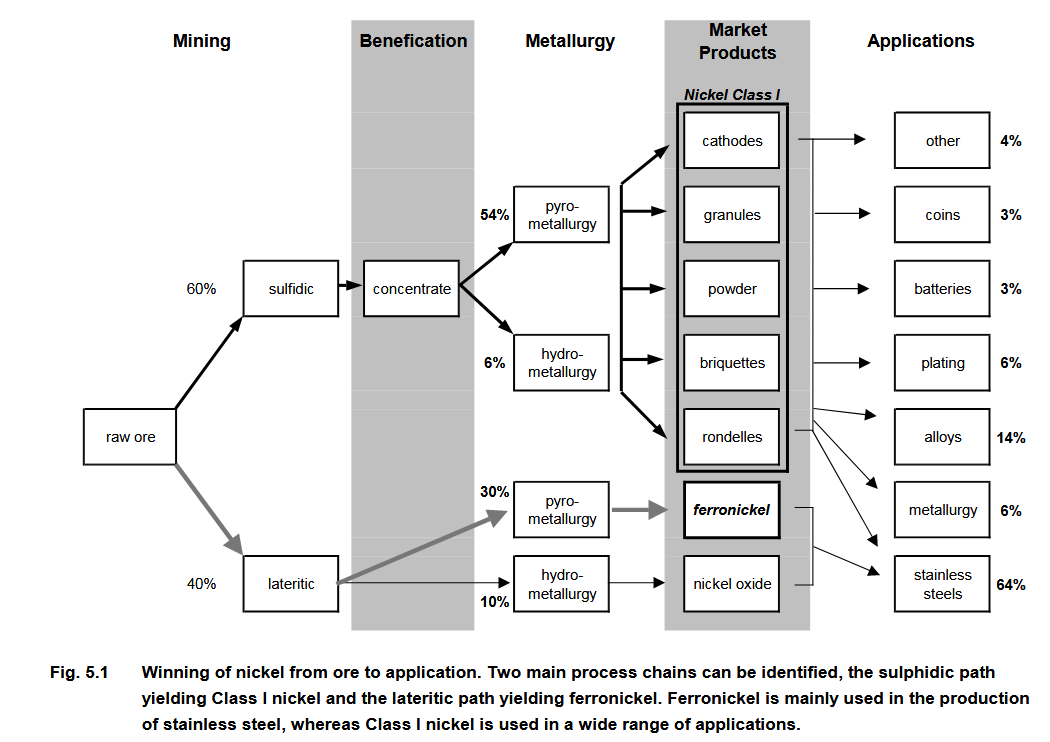 Mining
Benefication
Metallurgy
Market
Products
Applications
Nickel Class I
cathodes
other
4%
54%
pyro-
metallurgy
granules
coins
3%
60%
sulfidic
concentrate
powder
batteries
3%
6%
hydro-
metallurgy
briquettes
plating
6%
raw ore
rondelles
alloys
14%
30%
pyro-
metallurgy
ferronickel
metallurgy
6%
40%
lateritic
10%
hydro-
metallurgy
nickel oxide
stainless
steels
64%
Fig. 5.1 Winning of nickel from ore to application. Two main process chains can be identified, the sulphidic path
yielding Class I nickel and the lateritic path yielding ferronickel. Ferronickel is mainly used in the production
of stainless steel, whereas Class I nickel is used in a wide range of applications.